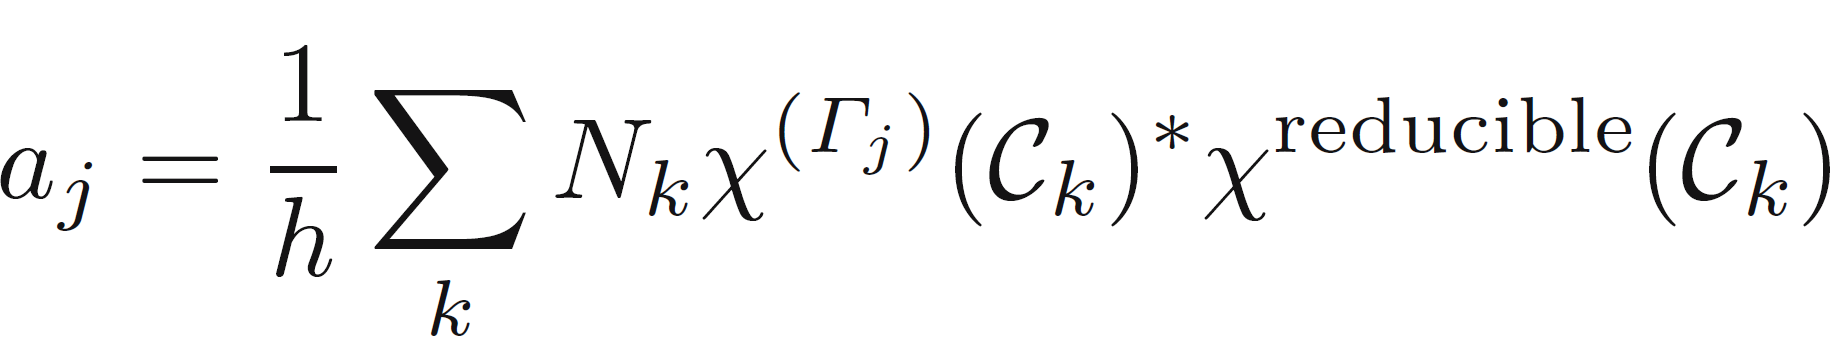 a_j = \frac{1}{h} \sum_k N_k \chi^{(\Gamma_j)}(\mathcal{C}_k)^* \chi^{\text{reducible}}(\mathcal{C}_k)